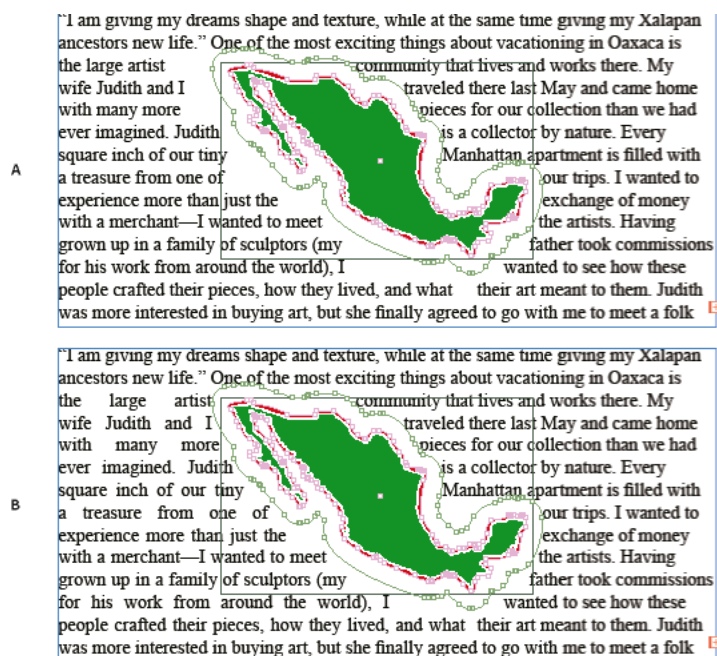 “I am giving my dreams shape and texture, while at the same time giving my Xalapan
ancestors new life.” One of the most exciting things about vacationing in Oaxaca is
the large artist community that lives and works there. My
wife Judith and I traveled there last May and came home
with many more pieces for our collection than we had
ever imagined. Judith is a collector by nature. Every
A
square inch of our tiny Manhattan apartment is filled with
a treasure from one of our trips. I wanted to
experience more than just the exchange of money
with a merchant—I wanted to meet the artists. Having
grown up in a family of sculptors (my father took commissions
for his work from around the world), I wanted to see how these
people crafted their pieces, how they lived, and what their art meant to them. Judith
was more interested in buying art, but she finally agreed to go with me to meet a folk
“I am giving my dreams shape and texture, while at the same time giving my Xalapan
ancestors new life.” One of the most exciting things about vacationing in Oaxaca is
the large artist community that lives and works there. My
wife Judith and I traveled there last May and came home
with many more pieces for our collection than we had
ever imagined. Judith is a collector by nature. Every
square inch of our tiny Manhattan apartment is filled with
B
a treasure from one of our trips. I wanted to
experience more than just the exchange of money
with a merchant—I wanted to meet the artists. Having
grown up in a family of sculptors (my father took commissions
for his work from around the world), I wanted to see how these
people crafted their pieces, how they lived, and what their art meant to them. Judith
was more interested in buying art, but she finally agreed to go with me to meet a folk